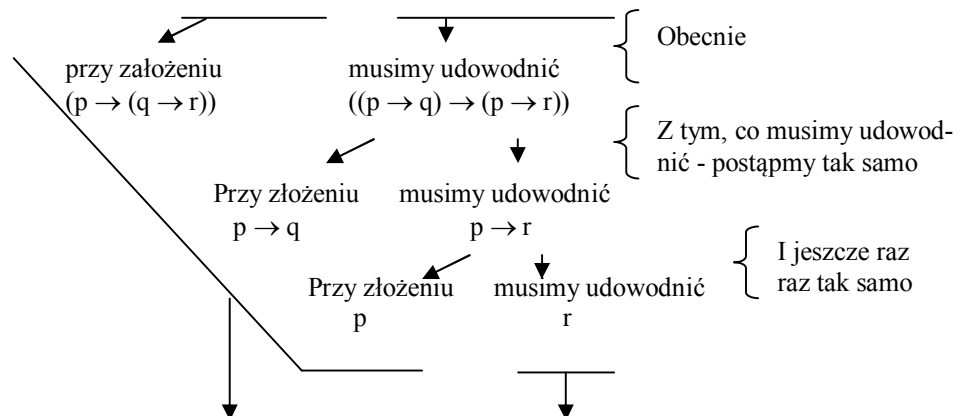 Obecnie
przy założeniu musimy udowodnić
(p → (q → r)) ((p → q) → (p → r))
Z tym, co musimy udowod-
nić - postąpmy tak samo
Przy złożeniu musimy udowodnić
p → q p → r
I jeszcze raz
raz tak samo
Przy złożeniu musimy udowodnić
p r